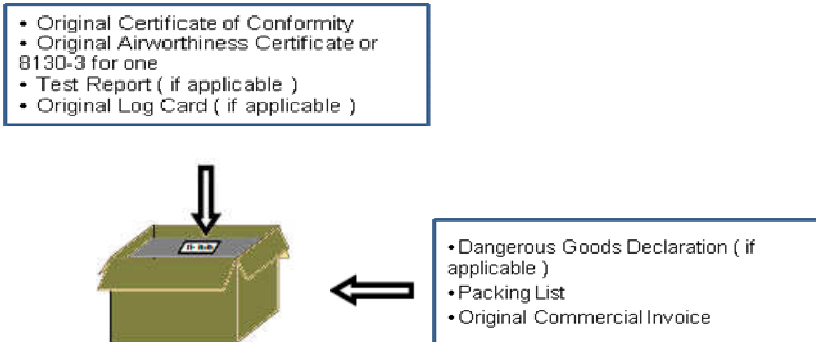 • Original Certificate of Conformity
• Original Airworthiness Certificate or
8130-3 for one
• Test Report ( if applicable )
• Original Log Card ( if applicable )
• Dangerous Goods Declaration ( if
applicable )
• Packing List
• Original Commercial Invoice